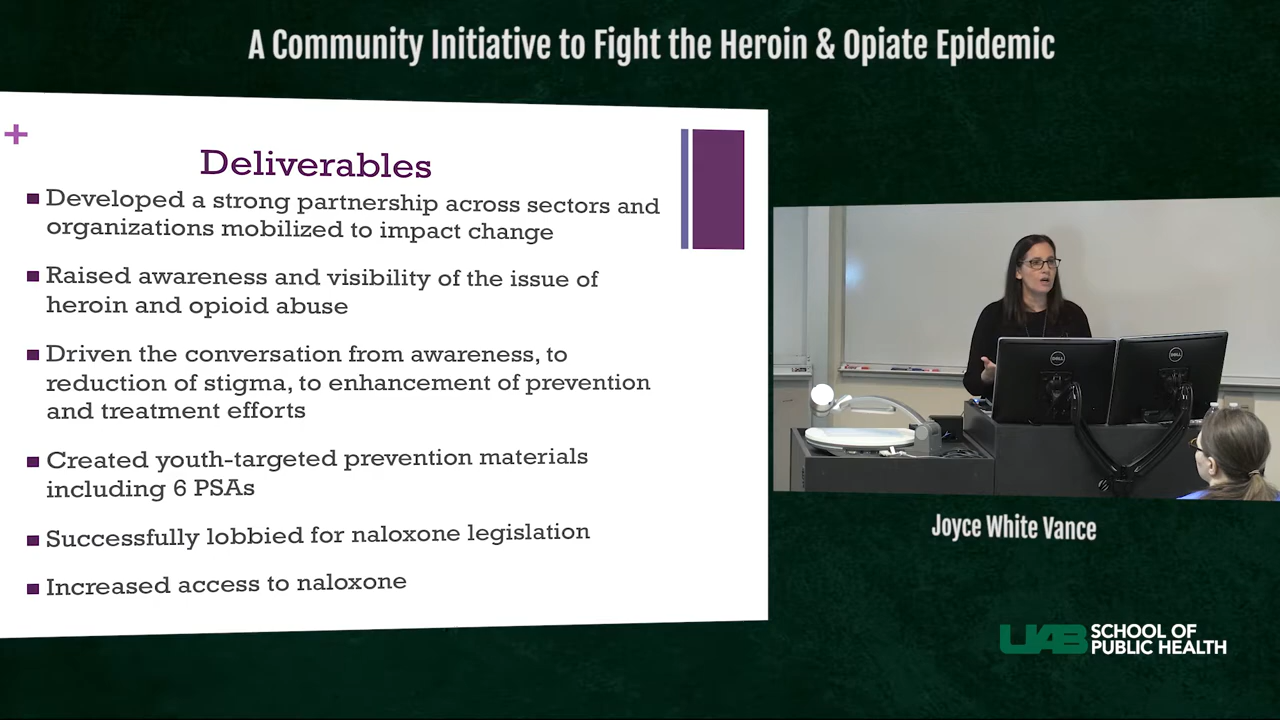 A Community Initiative to Fight the Heroin & Opiate Epidemic
+
Deliverables
Developed a strong partnership across sectors and
organizations mobilized to impact change
Raised awareness and visibility of the issue of
heroin and opioid abuse
Driven the conversation from awareness, to
reduction of stigma, to enhancement of prevention
and treatment efforts
Created youth-targeted prevention materials
including 6 PSAs
Successfully lobbied for naloxone legislation
Increased access to naloxone
DELL
DELL
Joyce White Vance
UAB SCHOOL OF
PUBLIC HEALTH